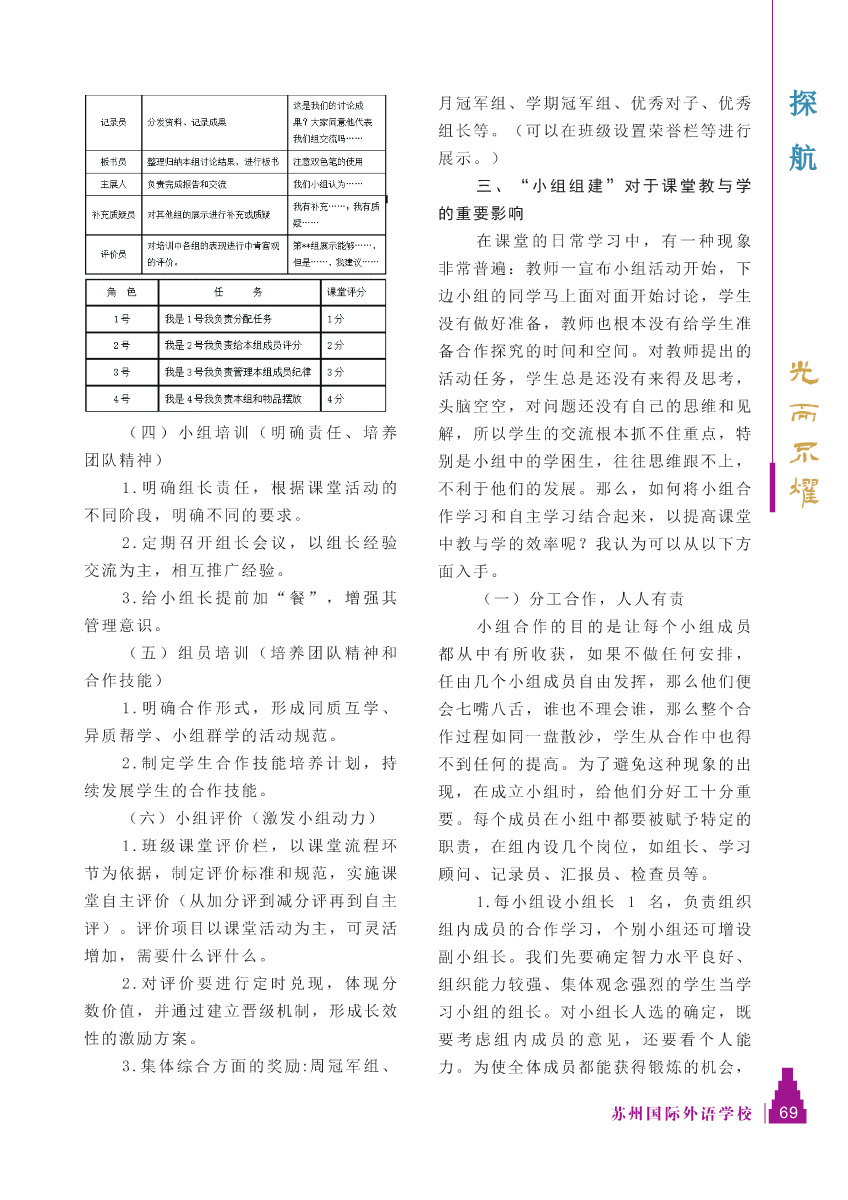 记录员 分发资料、记录成果 这是我们的讨论成
果？大家同意他代表
我们组交流吗……
板书员 整理归纳本组讨论结果、进行板书 注意双色笔的使用
主展人 负责完成报告和交流 我们小组认为……
补充质疑员 对其他组的展示进行补充或质疑 我有补充……；我有质
疑……
评价员 对培训中各组的表现进行中肯客观
的评价。 第**组展示能够……，
但是……，我建议……
角 色 任 务 课堂评分
1号 我是1号我负责分配任务 1分
2号 我是2号我负责给本组成员评分 2分
3号 我是3号我负责管理本组成员纪律 3分
4号 我是4号我负责本组和物品摆放 4分
（四）小组培训（明确责任、培养
团队精神）
1.明确组长责任，根据课堂活动的
不同阶段，明确不同的要求。
2.定期召开组长会议，以组长经验
交流为主，相互推广经验。
3.给小组长提前加“餐”，增强其
管理意识。
（五）组员培训（培养团队精神和
合作技能）
1.明确合作形式，形成同质互学、
异质帮学、小组群学的活动规范。
2.制定学生合作技能培养计划，持
续发展学生的合作技能。
（六）小组评价（激发小组动力）
1.班级课堂评价栏，以课堂流程环
节为依据，制定评价标准和规范，实施课
堂自主评价（从加分评到减分评再到自主
评）。评价项目以课堂活动为主，可灵活
增加，需要什么评什么。
2.对评价要进行定时兑现，体现分
数价值，并通过建立晋级机制，形成长效
性的激励方案。
3.集体综合方面的奖励:周冠军组、
月冠军组、学期冠军组、优秀对子、优秀
组长等。（可以在班级设置荣誉栏等进行
展示。）
三、“小组组建”对于课堂教与学
的重要影响
在课堂的日常学习中，有一种现象
非常普遍：教师一宣布小组活动开始，下
边小组的同学马上面对面开始讨论，学生
没有做好准备，教师也根本没有给学生准
备合作探究的时间和空间。对教师提出的
活动任务，学生总是还没有来得及思考，
头脑空空，对问题还没有自己的思维和见
解，所以学生的交流根本抓不住重点，特
别是小组中的学困生，往往思维跟不上，
不利于他们的发展。那么，如何将小组合
作学习和自主学习结合起来，以提高课堂
中教与学的效率呢？我认为可以从以下方
面入手。
（一）分工合作，人人有责
小组合作的目的是让每个小组成员
都从中有所收获，如果不做任何安排，
任由几个小组成员自由发挥，那么他们便
会七嘴八舌，谁也不理会谁，那么整个合
作过程如同一盘散沙，学生从合作中也得
不到任何的提高。为了避免这种现象的出
现，在成立小组时，给他们分好工十分重
要。每个成员在小组中都要被赋予特定的
职责，在组内设几个岗位，如组长、学习
顾问、记录员、汇报员、检查员等。
1.每小组设小组长 1 名，负责组织
组内成员的合作学习，个别小组还可增设
副小组长。我们先要确定智力水平良好、
组织能力较强、集体观念强烈的学生当学
习小组的组长。对小组长人选的确定，既
要考虑组内成员的意见，还要看个人能
力。为使全体成员都能获得锻炼的机会，
探航
光而不耀
苏州国际外语学校 69